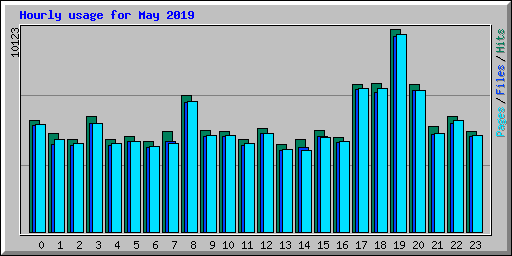 Hourly usage for May 2019
10123
Pages/Files/Hits
0 1 2 3 4 5 6 7 8 9 10 11 12 13 14 15 16 17 18 19 20 21 22 23